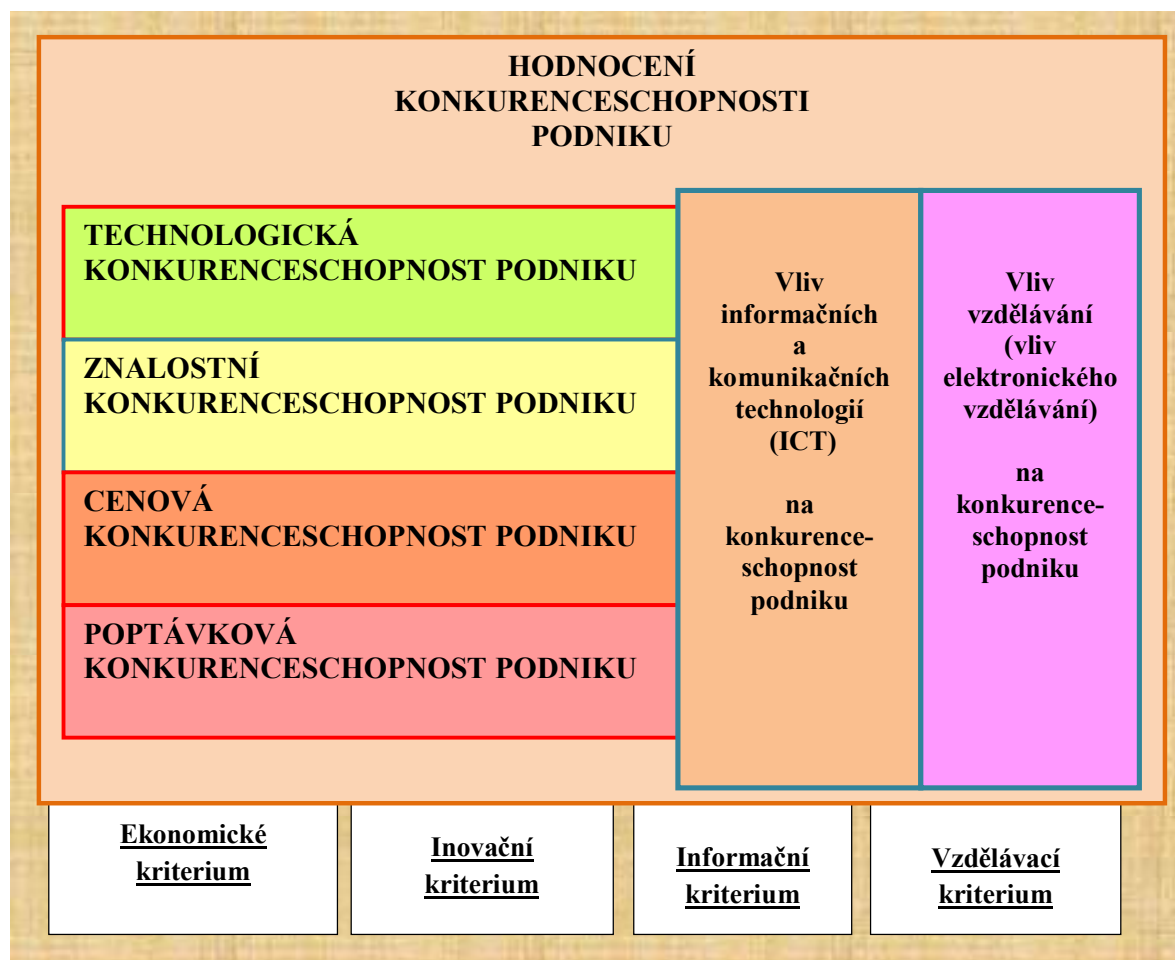 HODNOCENÍ
KONKURENCESCHOPNOSTI
PODNIKU
TECHNOLOGICKÁ
KONKURENCESCHOPNOST PODNIKU
ZNALOSTNÍ
KONKURENCESCHOPNOST PODNIKU
CENOVÁ
KONKURENCESCHOPNOST PODNIKU
POPTÁVKOVÁ
KONKURENCESCHOPNOST PODNIKU
Vliv
informačních
a
komunikačních
technologií
(ICT)
na
konkurence-
schopnost
podniku
Vliv
vzdělávání
(vliv
elektronického
vzdělávání)
na
konkurence-
schopnost
podniku
Ekonomické
kriterium
Inovační
kriterium
Informační
kriterium
Vzdělávací
kriterium